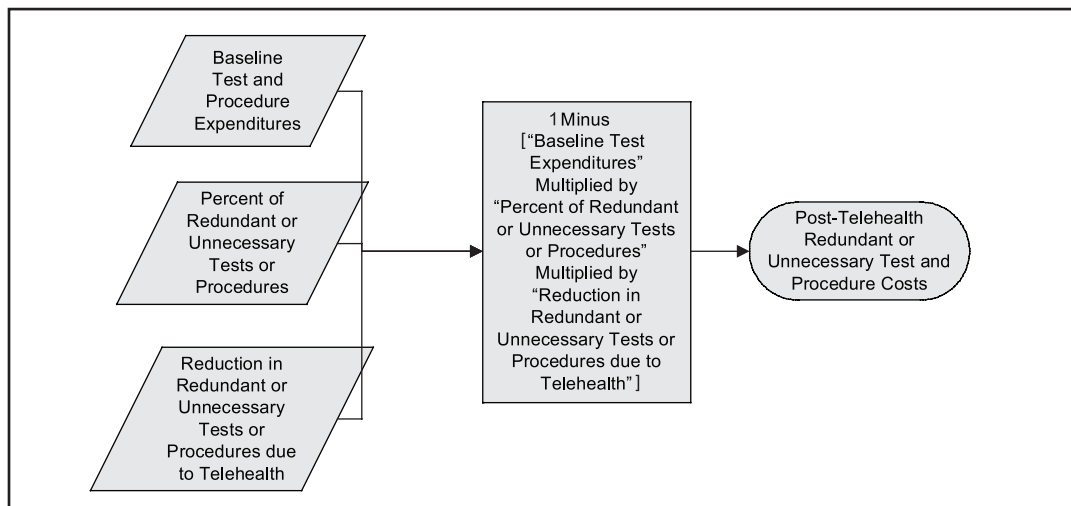 Baseline
Test and
Procedure
Expenditures
Percent of
Redundant or
Unnecessary
Tests or
Procedures
Reduction in
Redundant or
Unnecessary
Tests or
Procedures due
to Telehealth
1 Minus
[“Baseline Test
Expenditures”
Multiplied by
“Percent of Redundant
or Unnecessary Tests
or Procedures”
Multiplied by
“Reduction in
Redundant or
Unnecessary Tests or
Procedures due to
Telehealth”]
Post-Telehealth
Redundant or
Unnecessary Test and
Procedure Costs